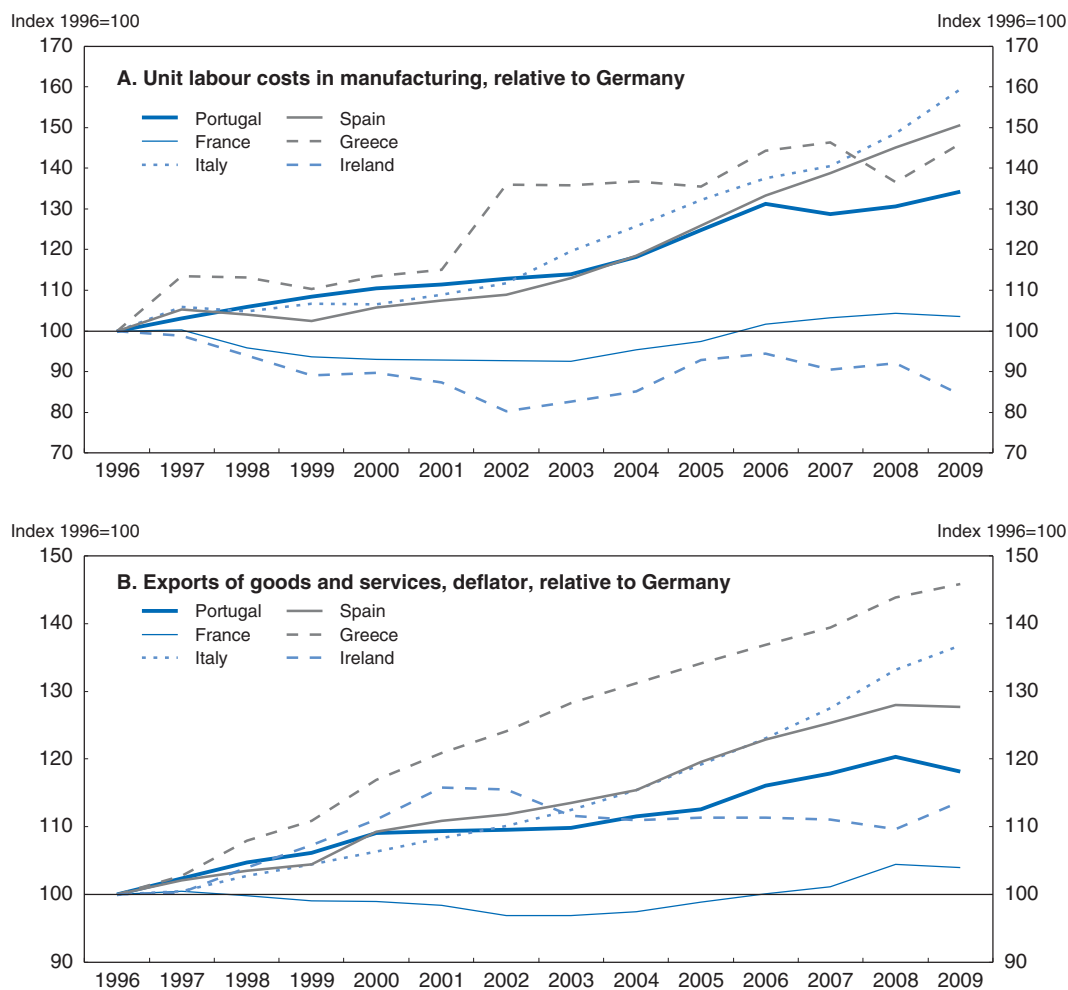 Index 1996=100 Index 1996=100
170 170
A. Unit labour costs in manufacturing, relative to Germany
160 160
Portugal Spain
150 150
France Greece
Italy Ireland
140 140
130 130
120 120
110 110
100 100
90 90
80 80
70 70
1996 1997 1998 1999 2000 2001 2002 2003 2004 2005 2006 2007 2008 2009
Index 1996=100 Index 1996=100
150 150
B. Exports of goods and services, deflator, relative to Germany
Portugal Spain
140 140
France Greece
Italy Ireland
130 130
120 120
110 110
100 100
90 90
1996 1997 1998 1999 2000 2001 2002 2003 2004 2005 2006 2007 2008 2009